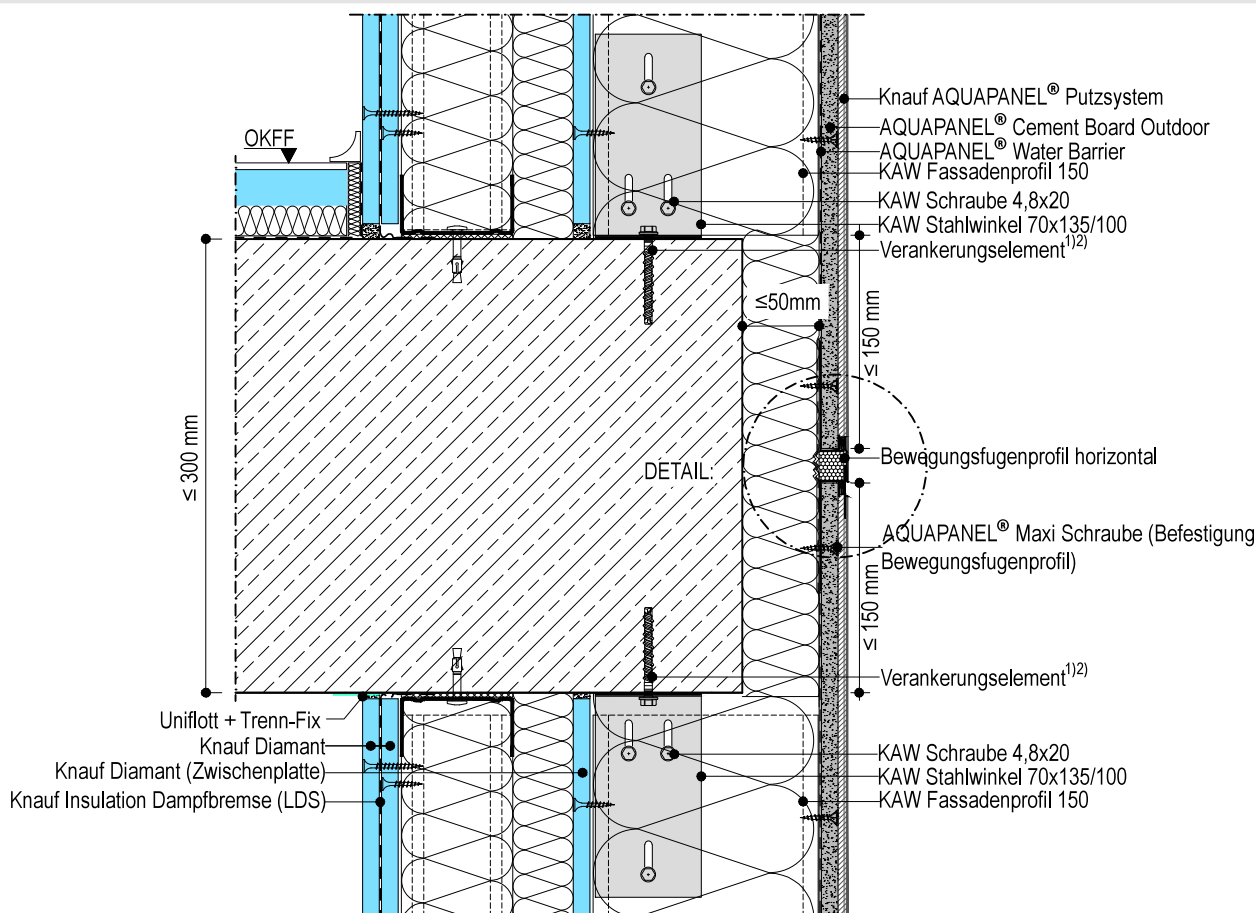 Knauf AQUAPANEL® Putzsystem
AQUAPANEL® Cement Board Outdoor
OKFF
AQUAPANEL® Water Barrier
KAW Fassadenprofil 150
KAW Schraube 4,8x20
KAW Stahlwinkel 70x135/100
Verankerungselement1)2)
≤50mm
≤ 150 mm
≤ 300 mm
DETAIL:
Bewegungsfugenprofil horizontal
AQUAPANEL® Maxi Schraube (Befestigung
Bewegungsfugenprofil)
≤ 150 mm
Verankerungselement1)2)
Uniflott + Trenn-Fix
Knauf Diamant
Knauf Diamant (Zwischenplatte)
Knauf Insulation Dampfbremse (LDS)
KAW Schraube 4,8x20
KAW Stahlwinkel 70x135/100
KAW Fassadenprofil 150